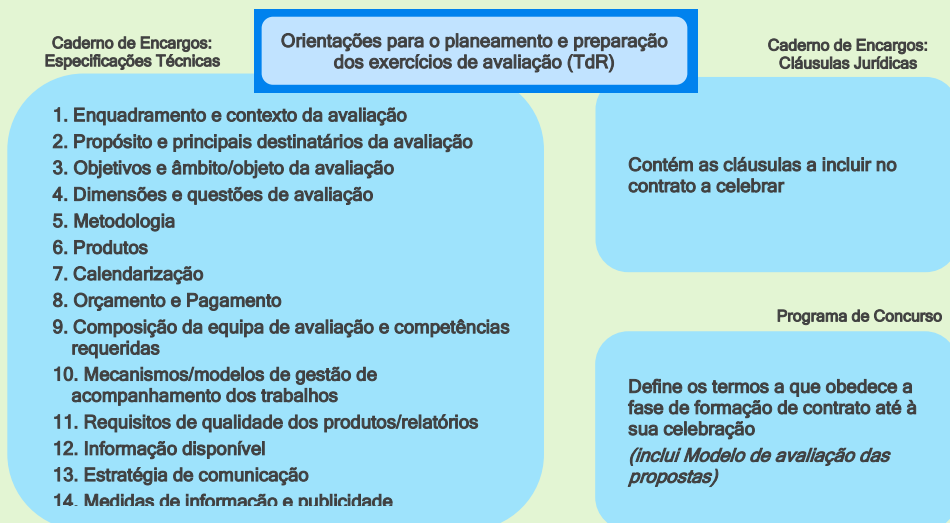 Orientações para o planeamento e preparação
dos exercícios de avaliação (TdR)
Caderno de Encargos:
Especificações Técnicas
1. Enquadramento e contexto da avaliação
2. Propósito e principais destinatários da avaliação
3. Objetivos e âmbito/objeto da avaliação
4. Dimensões e questões de avaliação
5. Metodologia
6. Produtos
7. Calendarização
8. Orçamento e Pagamento
9. Composição da equipa de avaliação e competências
requeridas
10. Mecanismos/modelos de gestão de
acompanhamento dos trabalhos
11. Requisitos de qualidade dos produtos/relatórios
12. Informação disponível
13. Estratégia de comunicação
14. Medidas de informação e publicidade
Caderno de Encargos:
Cláusulas Jurídicas
Contém as cláusulas a incluir no
contrato a celebrar
Programa de Concurso
Define os termos a que obedece a
fase de formação de contrato até à
sua celebração
(inclui Modelo de avaliação das
propostas)